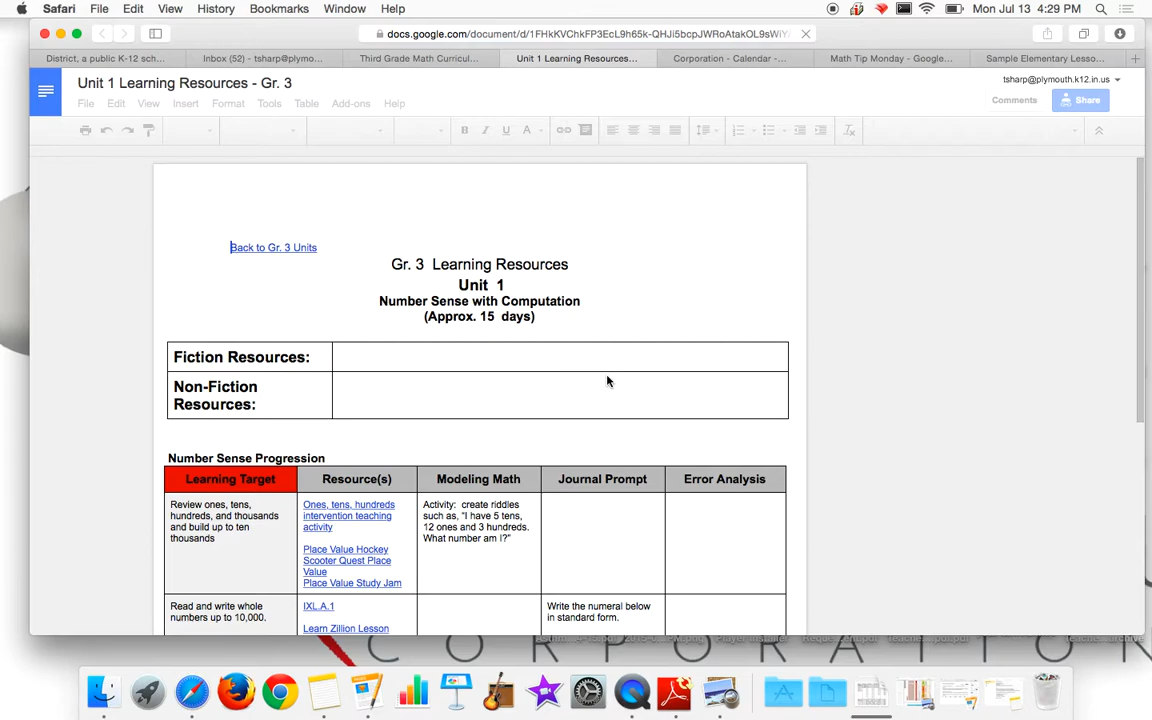 Safari File Edit View History Bookmarks Window Help Mon Jul 13 4:29 PM
docs.google.com/document/d/1FHkKVChkFP3EcL9h65k-QHJi5bcpJWRoAtakOL9sWiY
District, a public K-12 sch... Inbox (52) - tsharp@plymo... Third Grade Math Curricul... Unit 1 Learning Resources... Corporation - Calendar -... Math Tip Monday - Google... Sample Elementary Lesso...
Unit 1 Learning Resources - Gr. 3
tsharp@plymouth.k12.in.us
File Edit View Insert Format Tools Table Add-ons Help
Comments Share
B I U A
Back to Gr. 3 Units
Gr. 3 Learning Resources
Unit 1
Number Sense with Computation
(Approx. 15 days)
Fiction Resources:
Non-Fiction
Resources:
Number Sense Progression
Learning Target Resource(s) Modeling Math Journal Prompt Error Analysis
Review ones, tens,
hundreds, and thousands
and build up to ten
thousands
Ones, tens, hundreds
intervention teaching
activity
Place Value Hockey
Scooter Quest Place
Value
Place Value Study Jam
Activity: create riddles
such as, "I have 5 tens,
12 ones and 3 hundreds.
What number am I?"
Read and write whole
numbers up to 10,000.
IXL.A.1
Learn Zillion Lesson
Write the numeral below
in standard form.
CORPORATION